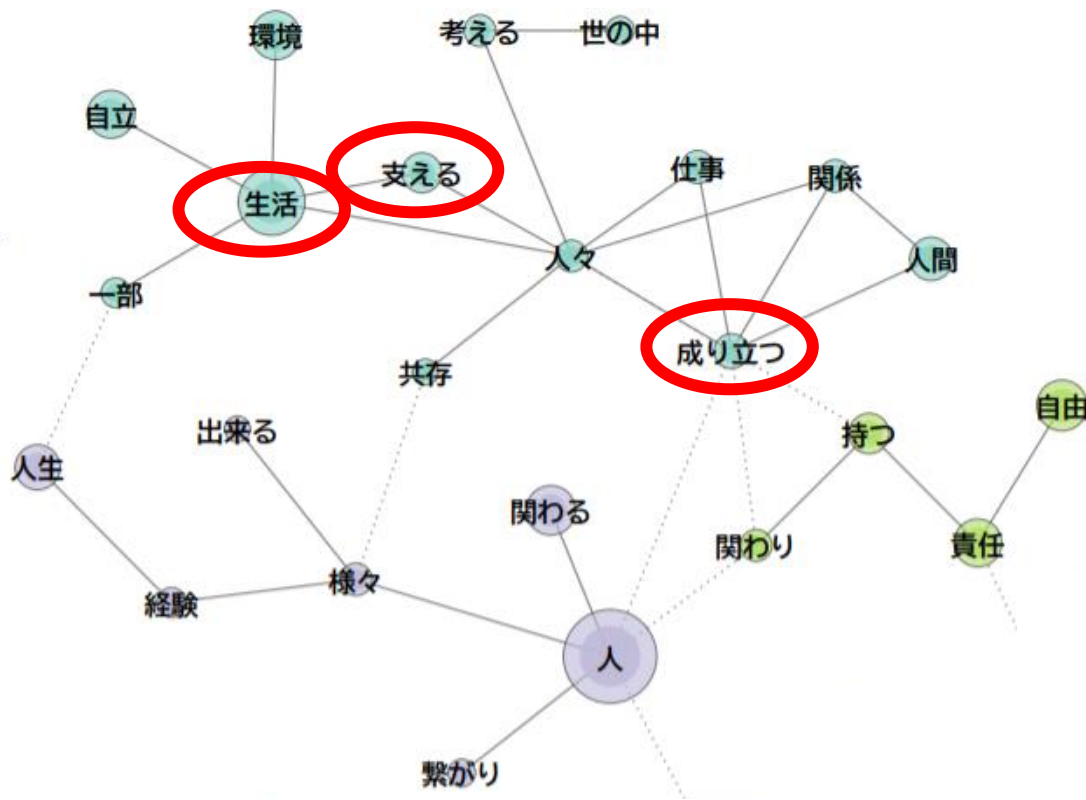 環境
考える
世の中
自立
支える
仕事
関係
生活
人々
人間
一部
成り立つ
共存
自由
出来る
持つ
人生
関わる
関わり
責任
様々
経験
人
繋がり